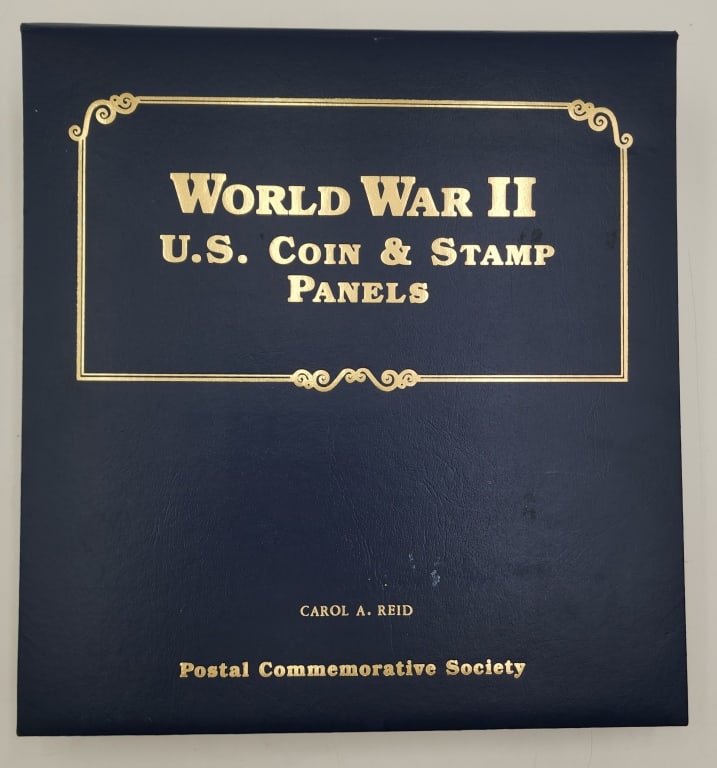 World War II
U.S. Coin & Stamp
Panels
CAROL A. REID
Postal Commemorative Society